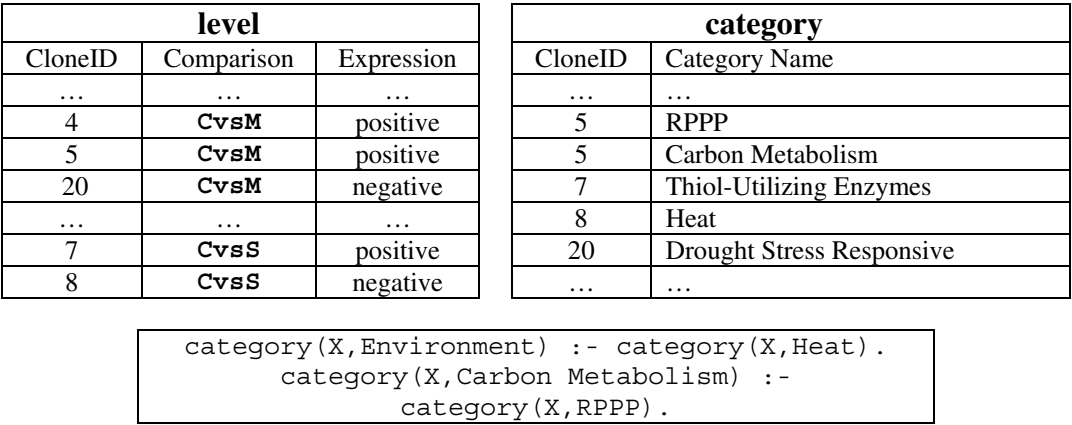 level
CloneID Comparison Expression
… … …
4 CvsM positive
5 CvsM positive
20 CvsM negative
… … …
7 CvsS positive
8 CvsS negative
category
CloneID Category Name
… …
5 RPPP
5 Carbon Metabolism
7 Thiol-Utilizing Enzymes
8 Heat
20 Drought Stress Responsive
… …
category(X,Environment) :- category(X,Heat).
category(X,Carbon Metabolism) :-
category(X,RPPP).